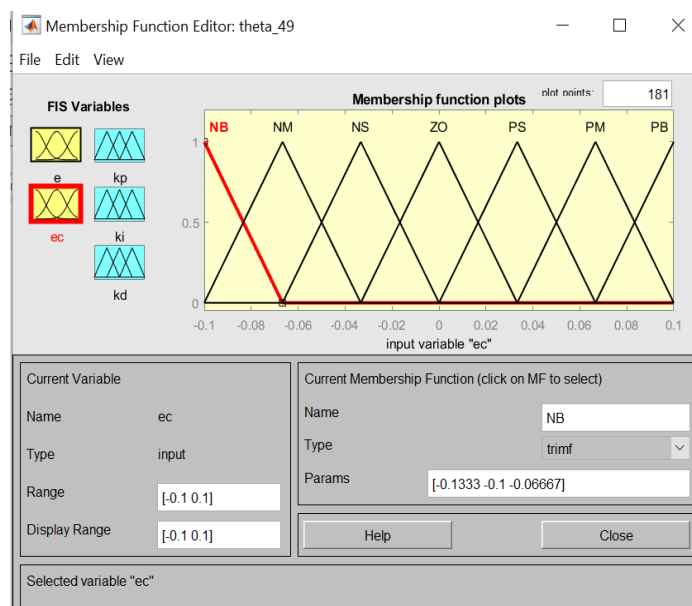 Membership Function Editor: theta_49
File Edit View
FIS Variables
Membership function plots
plot points:
181
e
kp
ec
ki
kd
NB NM NS ZO PS PM PB
1
0.5
0
-0.1 -0.08 -0.06 -0.04 -0.02 0 0.02 0.04 0.06 0.08 0.1
input variable "ec"
Current Variable
Name ec
Type input
Range [-0.1 0.1]
Display Range [-0.1 0.1]
Current Membership Function (click on MF to select)
Name NB
Type trimf
Params [-0.1333 -0.1 -0.06667]
Help Close
Selected variable "ec"